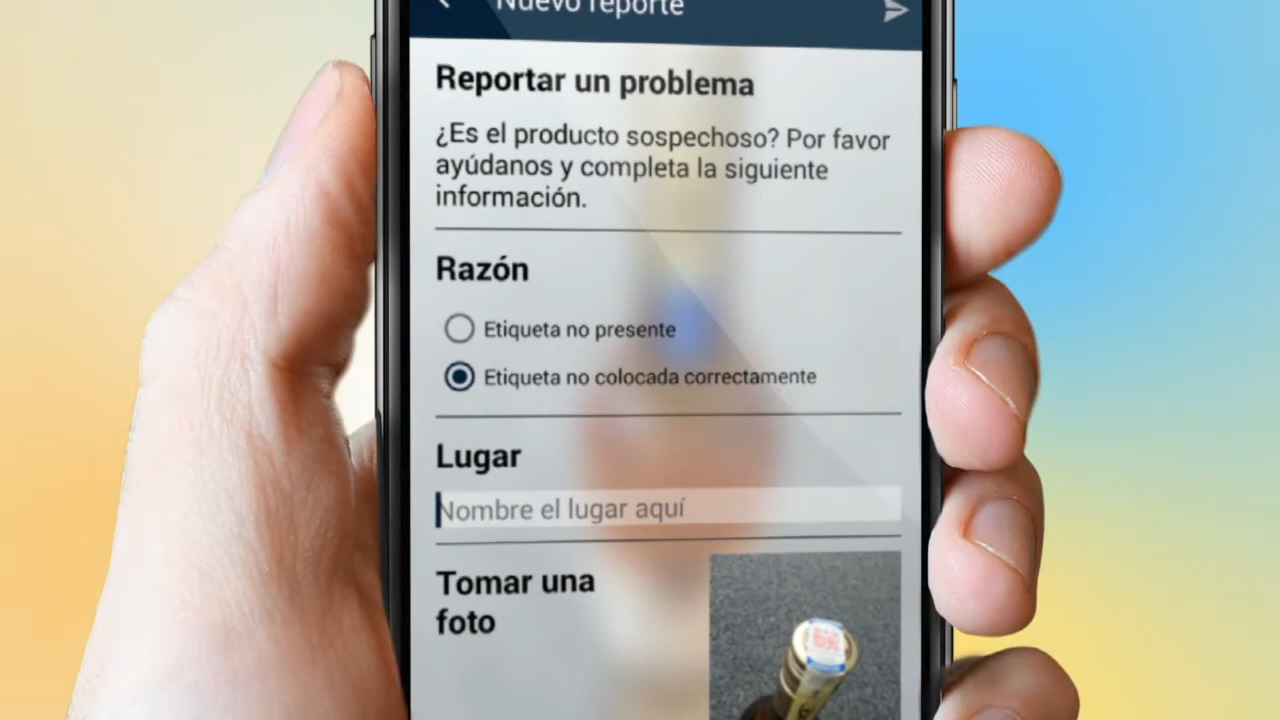 Nuevo reporte
Reportar un problema
¿Es el producto sospechoso? Por favor
ayúdanos y completa la siguiente
información.
Razón
Etiqueta no presente
Etiqueta no colocada correctamente
Lugar
Nombre el lugar aquí
Tomar una
foto